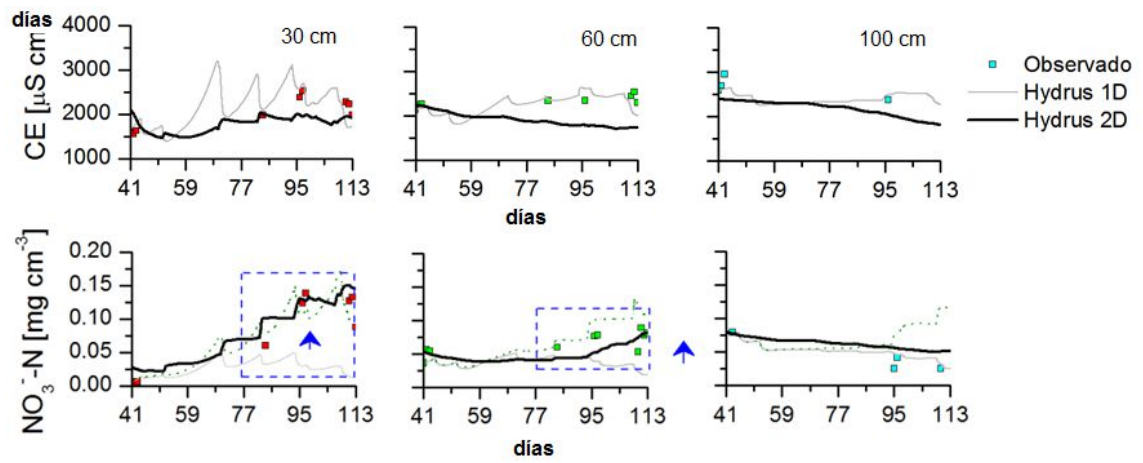 días
CE [µS cm
4000
3000
2000
1000
30 cm
60 cm
100 cm
Observado
Hydrus 1D
Hydrus 2D
41 59 77 95 113
41 59 77 95 113
41 59 77 95 113
días
NO₃⁻-N [mg cm⁻³]
0.20
0.15
0.10
0.05
0.00
41 59 77 95 113
41 59 77 95 113
41 59 77 95 113
días